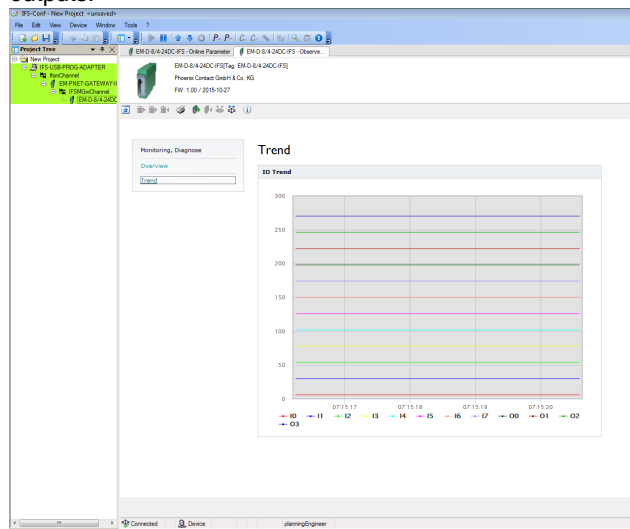 outputs.
IFS-Conf - New Project <unsaved>
File Edit View Device Window Tools ?
Project Tree
EM-D-8/4-24DC-IFS - Online Parameter EM-D-8/4-24DC-IFS - Observe...
New Project
IFS-USB-PROG-ADAPTER
IfsmChannel
EM-PNET-GATEWAY-I
IFSMGwChannel
EM-D-8/4-24DC
EM-D-8/4-24DC-IFS[Tag: EM-D-8/4-24DC-IFS]
Phoenix Contact GmbH & Co. KG
FW: 1.00 / 2015-10-27
Monitoring, Diagnose
Overview
Trend
Trend
IO Trend
300
250
200
150
100
50
0
07:15:17 07:15:18 07:15:19 07:15:20
I0 I1 I2 I3 I4 I5 I6 I7 O0 O1 O2
O3
Connected Device planningEngineer